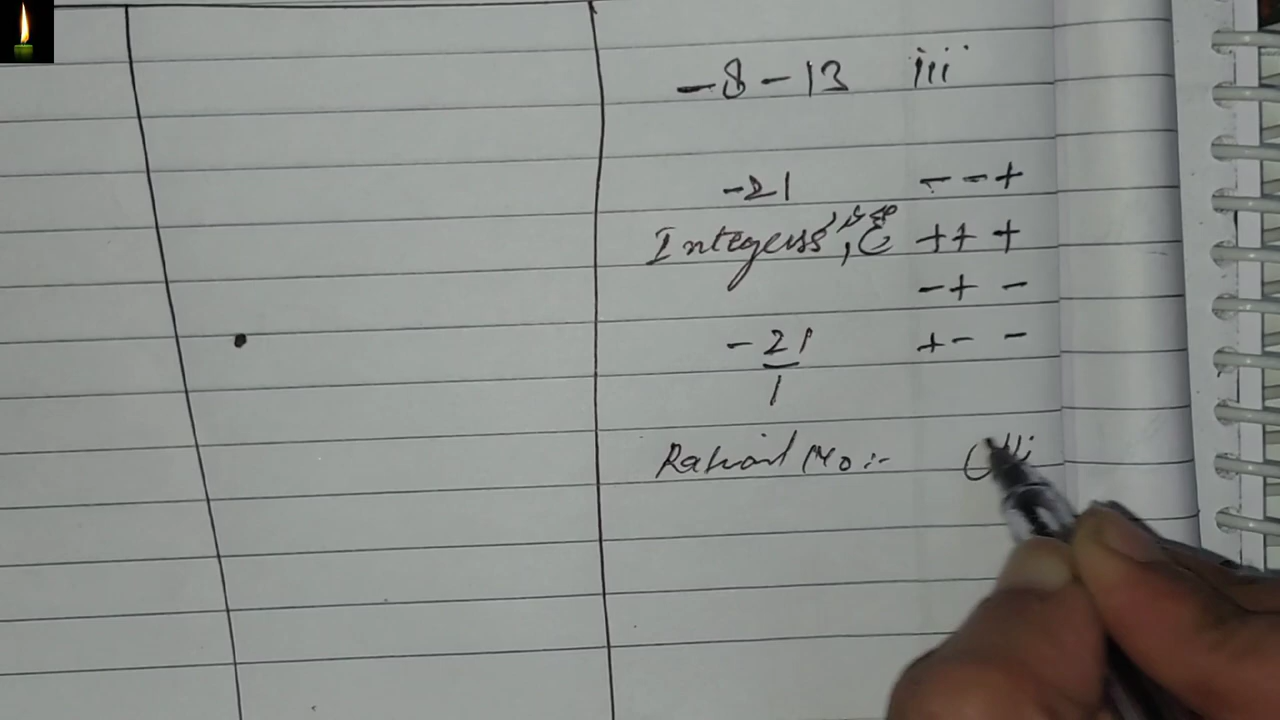 -8-13 iii
-21 - - +
Integers, + + +
- + -
-21 + - -
1
Rational No :-